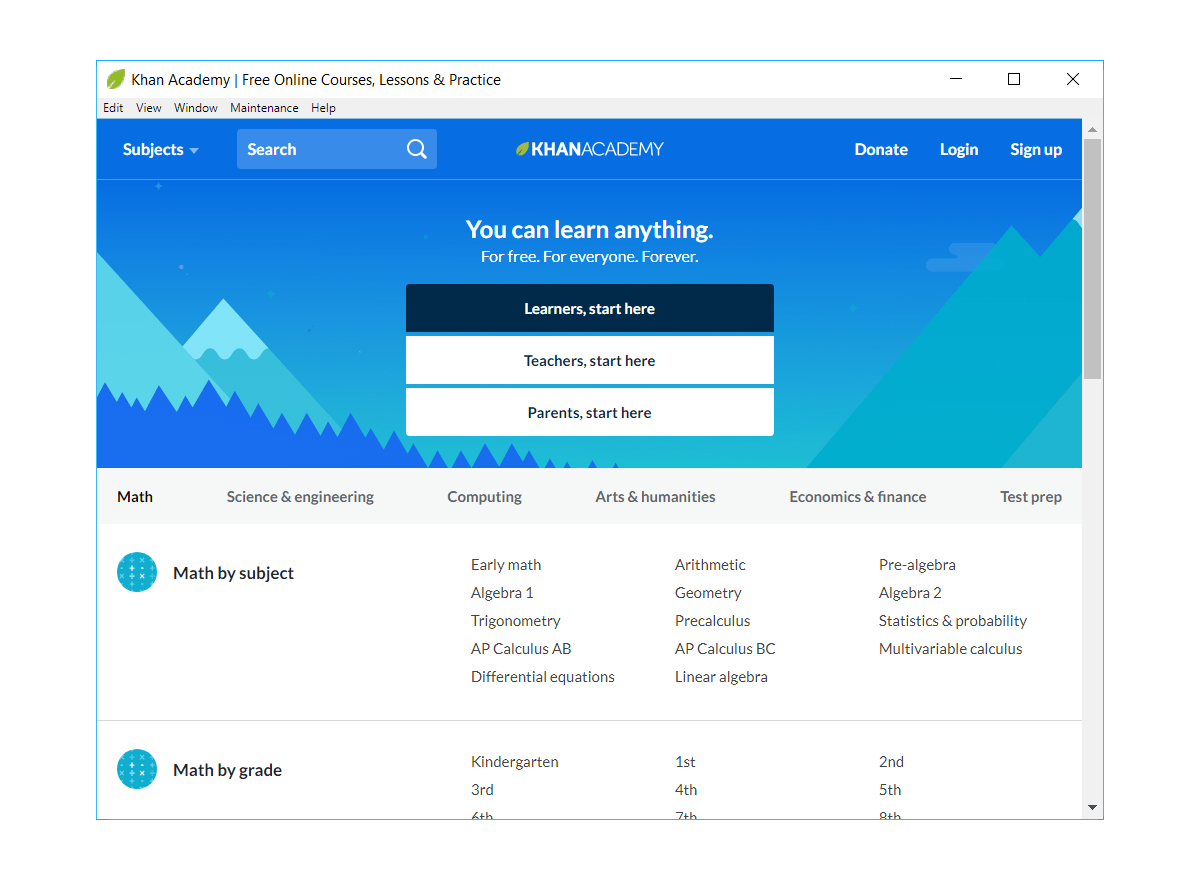 Khan Academy | Free Online Courses, Lessons & Practice
Edit View Window Maintenance Help
Subjects Search KHANACADEMY Donate Login Sign up
You can learn anything.
For free. For everyone. Forever.
Learners, start here
Teachers, start here
Parents, start here
Math Science & engineering Computing Arts & humanities Economics & finance Test prep
Math by subject
Early math Arithmetic Pre-algebra
Algebra 1 Geometry Algebra 2
Trigonometry Precalculus Statistics & probability
AP Calculus AB AP Calculus BC Multivariable calculus
Differential equations Linear algebra
Math by grade
Kindergarten 1st 2nd
3rd 4th 5th
6th 7th 8th